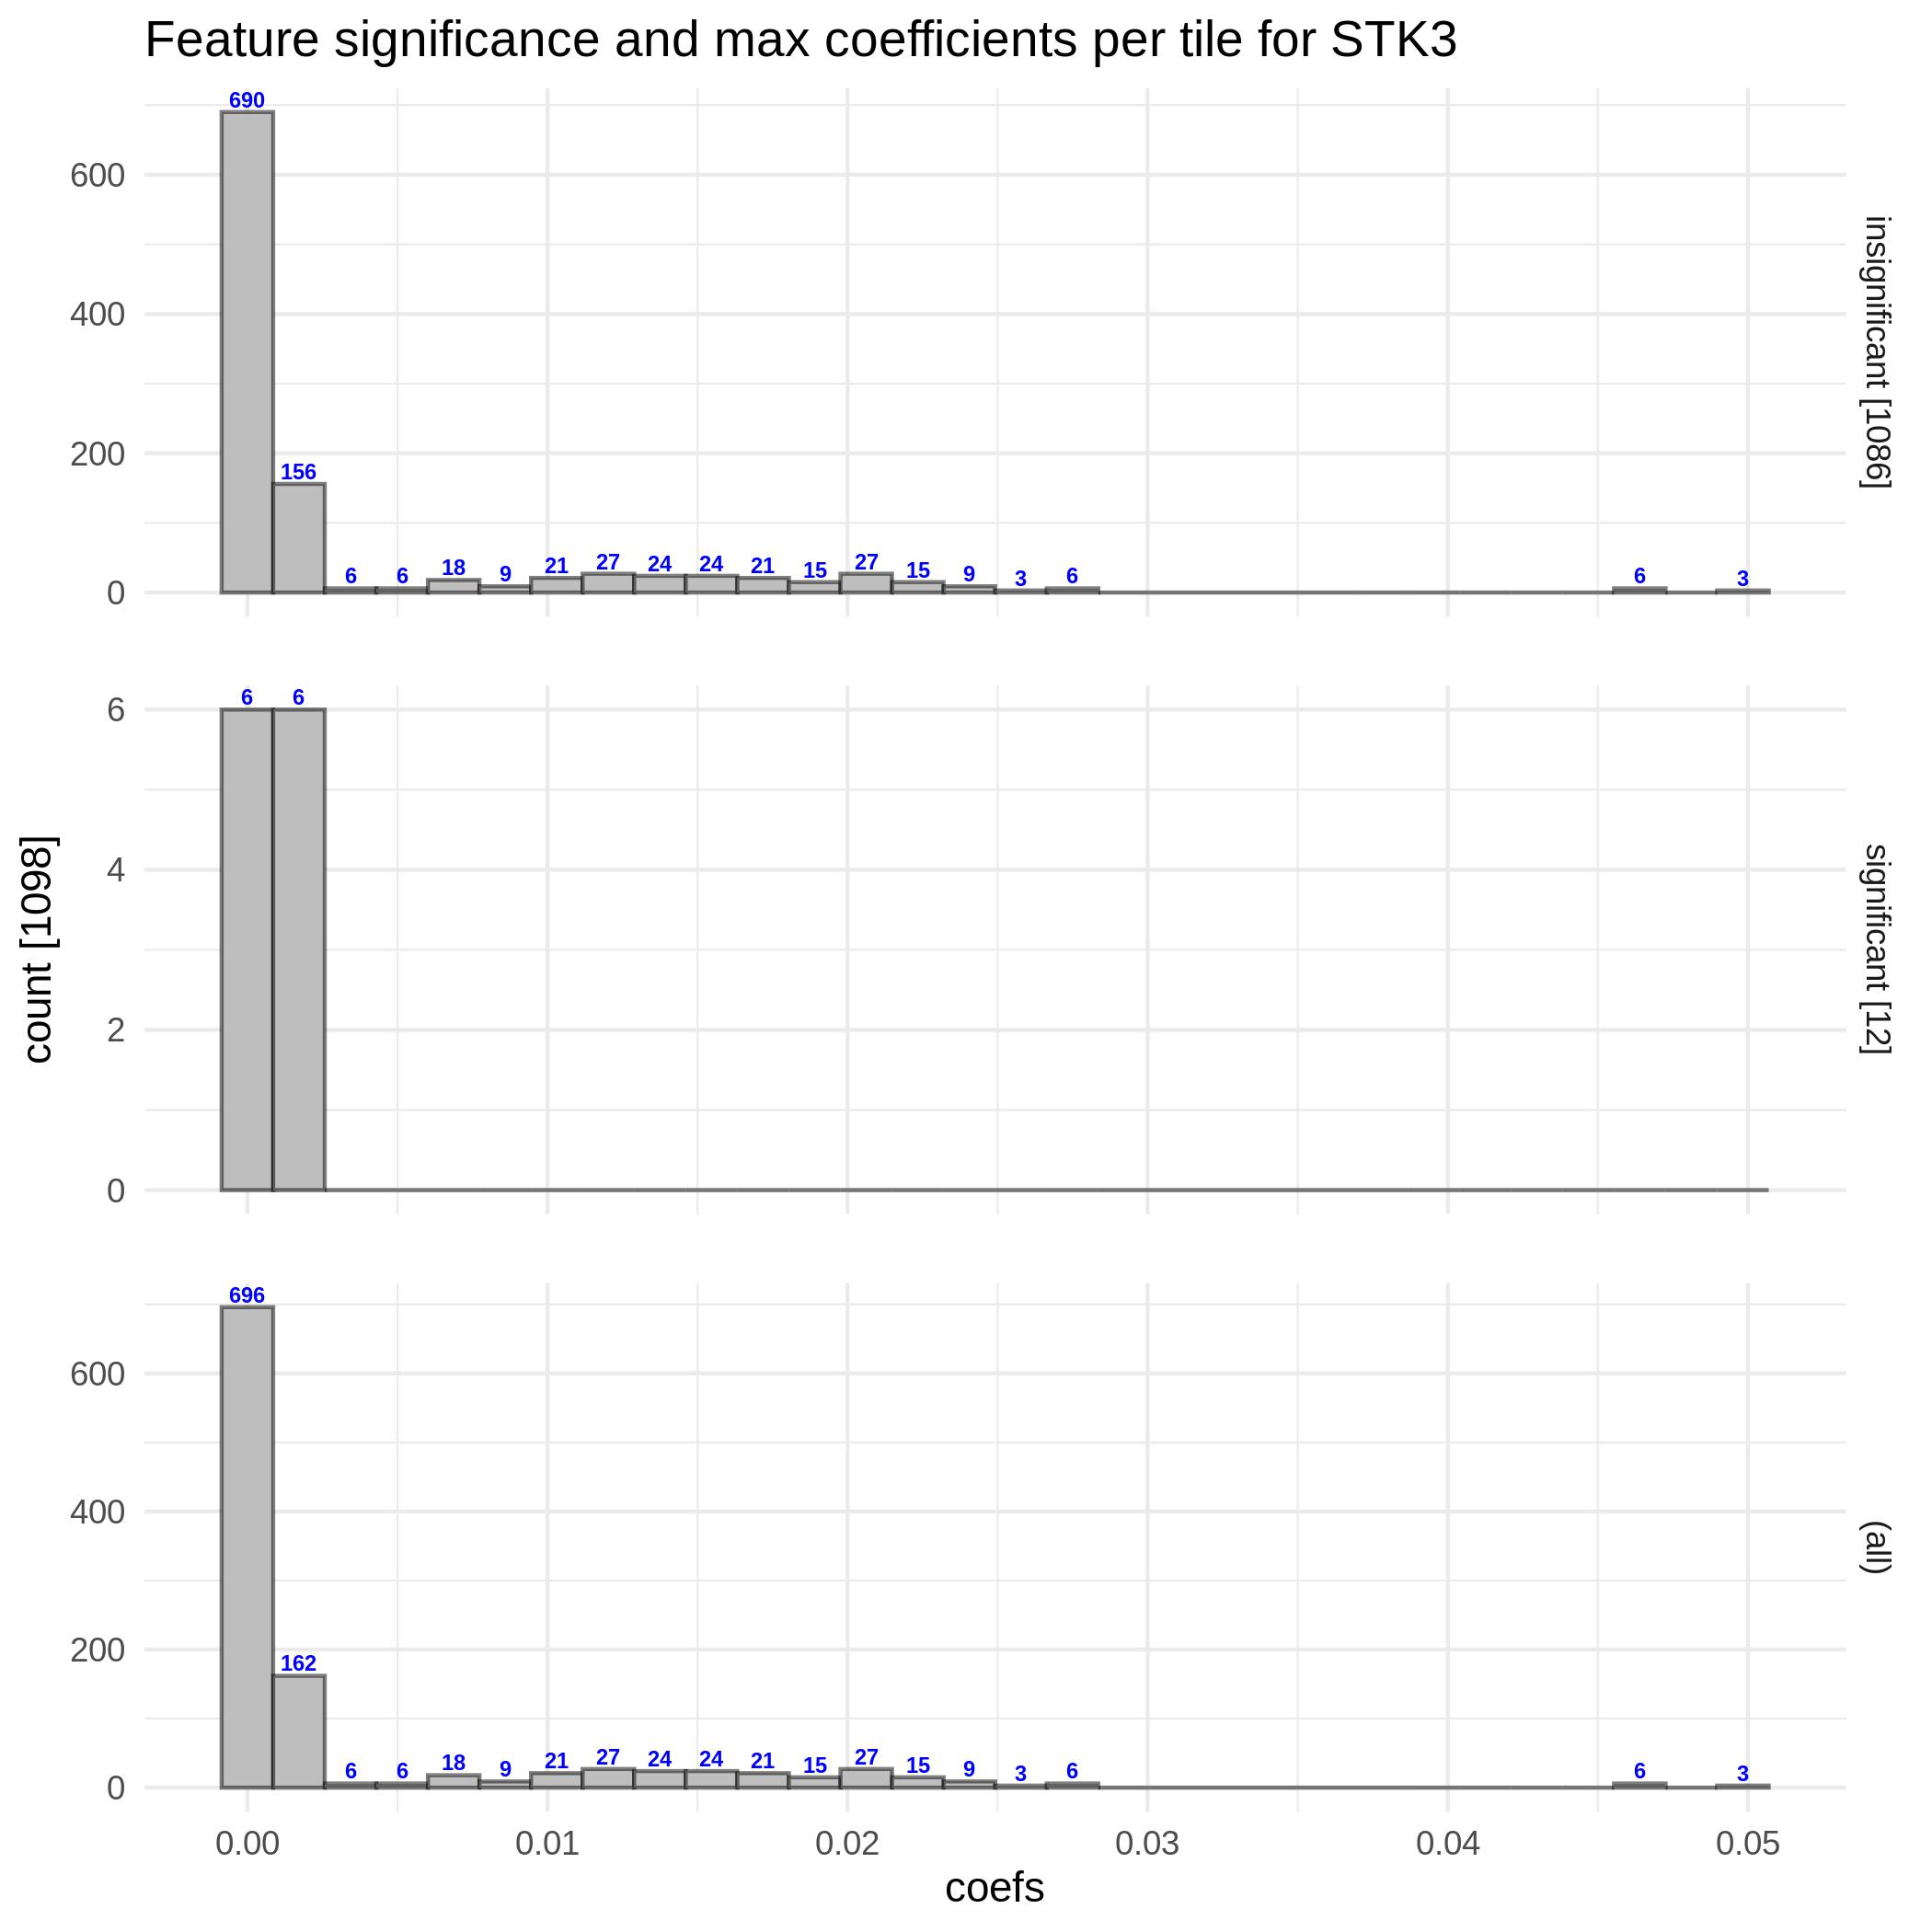 Feature significance and max coefficients per tile for STK3
690
600
156
400
200
6 6 18 9 21 27 24 24 21 15 27 15 9 3 6 6 3
0
insignificant [1086]
6 6
6
4
2
0
significant [12]
count [1098]
696
600
400
200
162
6 6 18 9 21 27 24 24 21 15 27 15 9 3 6 6 3
0
(all)
0.00 0.01 0.02 0.03 0.04 0.05
coefs